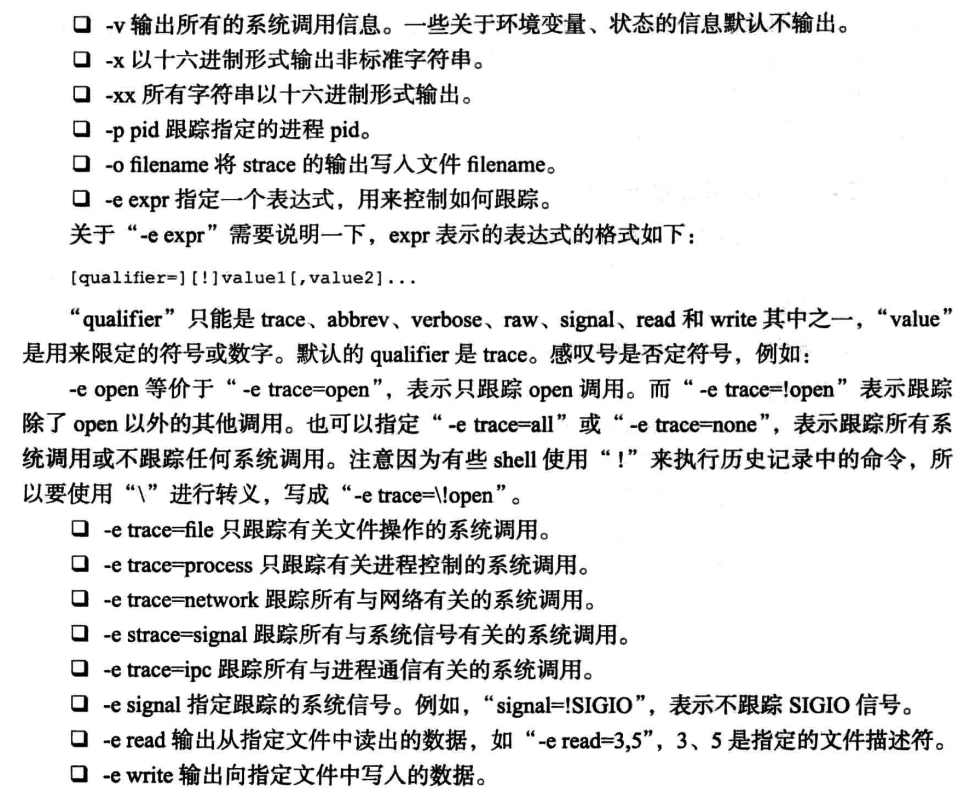 ❑ -v 输出所有的系统调用信息。一些关于环境变量、状态的信息默认不输出。
❑ -x 以十六进制形式输出非标准字符串。
❑ -xx 所有字符串以十六进制形式输出。
❑ -p pid 跟踪指定的进程 pid。
❑ -o filename 将 strace 的输出写入文件 filename。
❑ -e expr 指定一个表达式，用来控制如何跟踪。
关于“-e expr”需要说明一下，expr 表示的表达式的格式如下：
[qualifier=][!]value1[,value2]...
“qualifier”只能是 trace、abbrev、verbose、raw、signal、read 和 write 其中之一，“value”
是用来限定的符号或数字。默认的 qualifier 是 trace。感叹号是否定符号，例如：
-e open 等价于“ -e trace=open”，表示只跟踪 open 调用。而“ -e trace=!open”表示跟踪
除了 open 以外的其他调用。也可以指定“ -e trace=all”或“ -e trace=none”，表示跟踪所有系
统调用或不跟踪任何系统调用。注意因为有些 shell 使用“!”来执行历史记录中的命令，所
以要使用“\”进行转义，写成“-e trace=\!open”。
❑ -e trace=file 只跟踪有关文件操作的系统调用。
❑ -e trace=process 只跟踪有关进程控制的系统调用。
❑ -e trace=network 跟踪所有与网络有关的系统调用。
❑ -e strace=signal 跟踪所有与系统信号有关的系统调用。
❑ -e trace=ipc 跟踪所有与进程通信有关的系统调用。
❑ -e signal 指定跟踪的系统信号。例如，“signal=!SIGIO”，表示不跟踪 SIGIO 信号。
❑ -e read 输出从指定文件中读出的数据，如“-e read=3,5”，3、5 是指定的文件描述符。
❑ -e write 输出向指定文件中写入的数据。